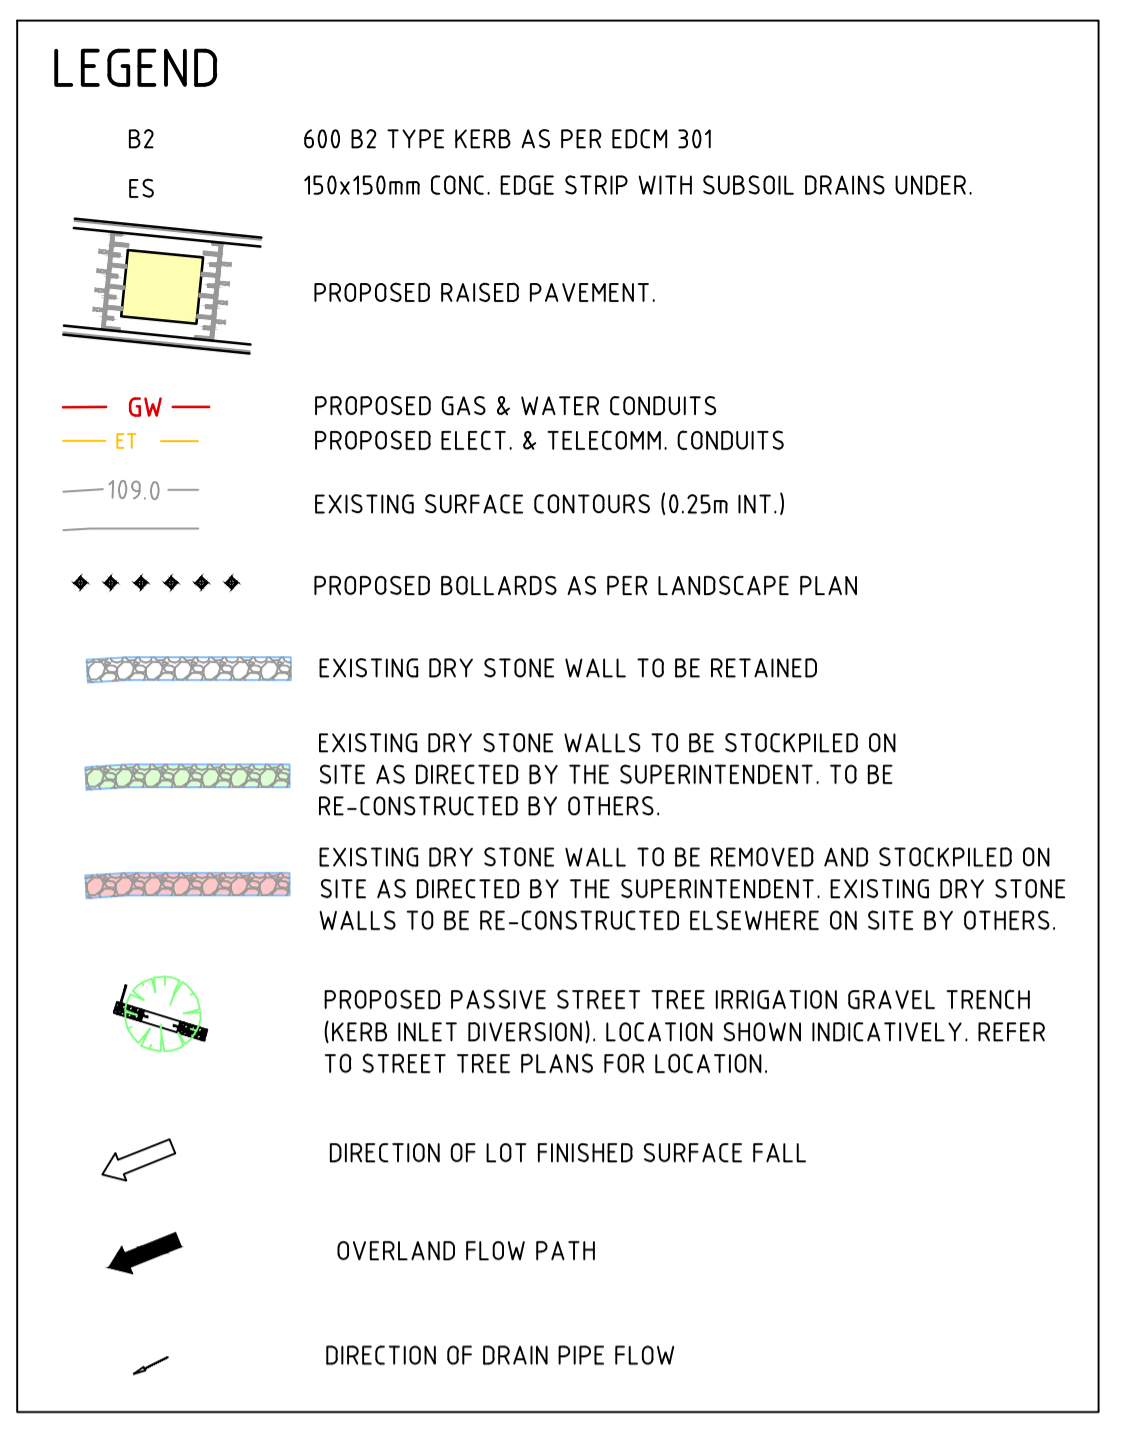 LEGEND
B2 600 B2 TYPE KERB AS PER EDCM 301
ES 150x150mm CONC. EDGE STRIP WITH SUBSOIL DRAINS UNDER.
PROPOSED RAISED PAVEMENT.
GW PROPOSED GAS & WATER CONDUITS
ET PROPOSED ELECT. & TELECOMM. CONDUITS
109.0 EXISTING SURFACE CONTOURS (0.25m INT.)
PROPOSED BOLLARDS AS PER LANDSCAPE PLAN
EXISTING DRY STONE WALL TO BE RETAINED
EXISTING DRY STONE WALLS TO BE STOCKPILED ON
SITE AS DIRECTED BY THE SUPERINTENDENT. TO BE
RE-CONSTRUCTED BY OTHERS.
EXISTING DRY STONE WALL TO BE REMOVED AND STOCKPILED ON
SITE AS DIRECTED BY THE SUPERINTENDENT. EXISTING DRY STONE
WALLS TO BE RE-CONSTRUCTED ELSEWHERE ON SITE BY OTHERS.
PROPOSED PASSIVE STREET TREE IRRIGATION GRAVEL TRENCH
(KERB INLET DIVERSION). LOCATION SHOWN INDICATIVELY. REFER
TO STREET TREE PLANS FOR LOCATION.
DIRECTION OF LOT FINISHED SURFACE FALL
OVERLAND FLOW PATH
DIRECTION OF DRAIN PIPE FLOW